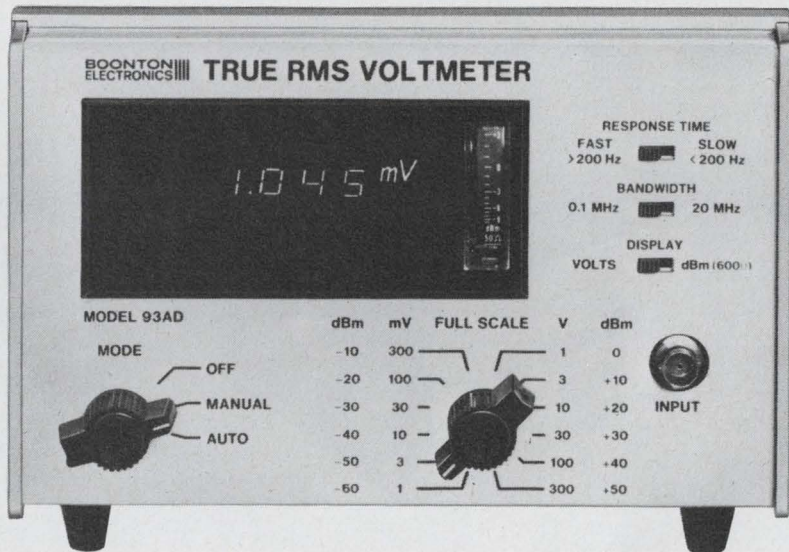 BOONTON ELECTRONICS TRUE RMS VOLTMETER
1.045 mV
RESPONSE TIME
FAST SLOW
>200 Hz <200 Hz
BANDWIDTH
0.1 MHz 20 MHz
DISPLAY
VOLTS dBm (600Ω)
MODEL 93AD
MODE
OFF
MANUAL
AUTO
dBm mV FULL SCALE V dBm
-10 300 1 0
-20 100 3 +10
-30 30 10 +20
-40 10 30 +30
-50 3 100 +40
-60 1 300 +50
INPUT
dBm
50Ω